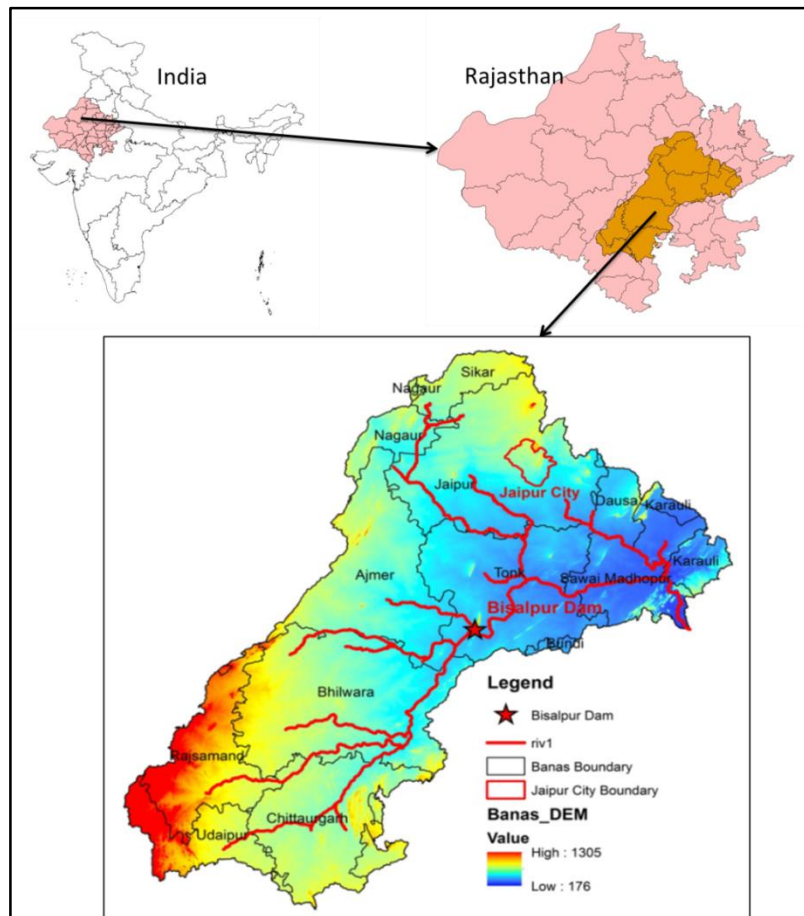 India
Rajasthan
Sikar
Nagaur
Nagaur
Jaipur
Jaipur City
Dausa
Karauli
Karauli
Ajmer
Tonk
Sawai Madhopur
Bisalpur Dam
Bundi
Bhilwara
Rajsamand
Chittaurgarh
Udaipur
Legend
Bisalpur Dam
riv1
Banas Boundary
Jaipur City Boundary
Banas_DEM
Value
High : 1305
Low : 176